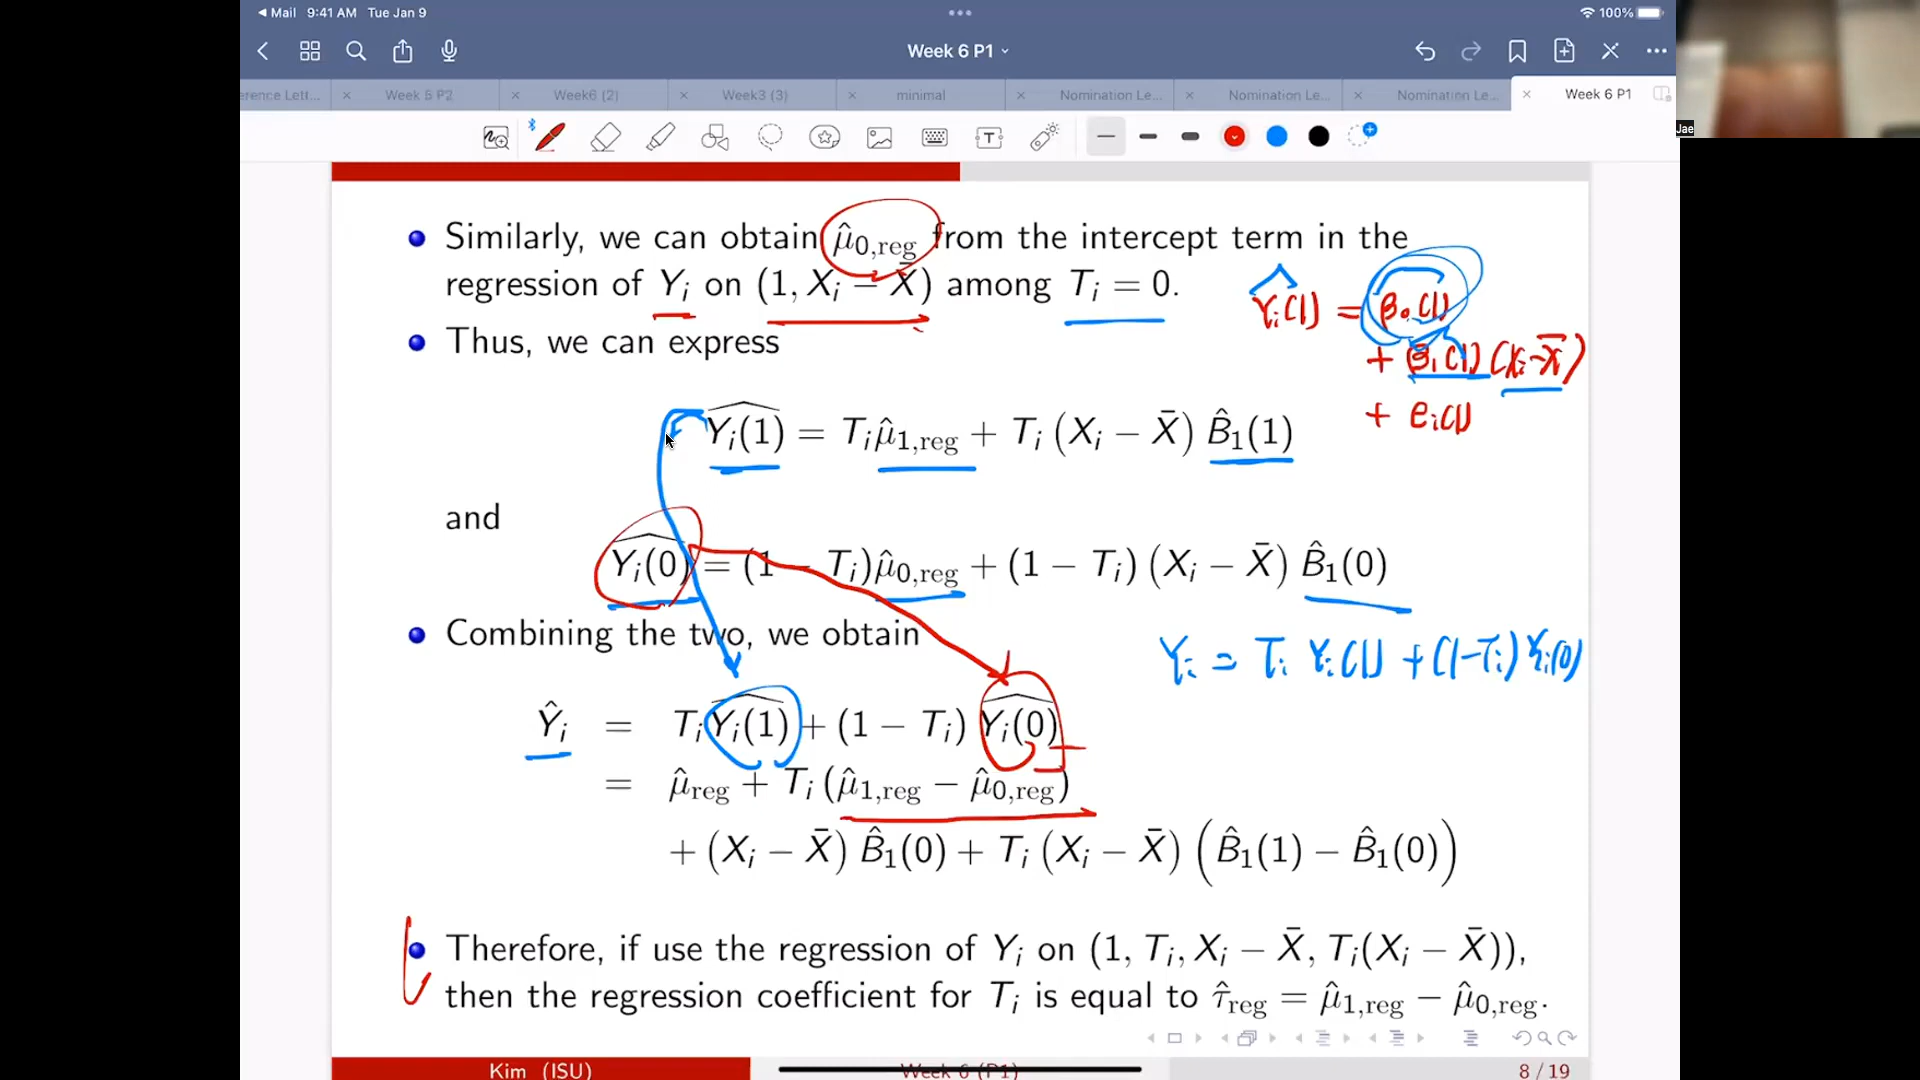 Mail 9:41 AM Tue Jan 9
100%
Week 6 P1
erence Lett...
Week 5 P2
Week6 (2)
Week3 (3)
minimal
Nomination Le...
Nomination Le...
Nomination Le...
Week 6 P1
Jae
Similarly, we can obtain μ̂₀,reg from the intercept term in the
regression of Yᵢ on (1, Xᵢ − X̄) among Tᵢ = 0.
Yᵢ(1) = β₀(1)
+ β₁(1) (Xᵢ−X̄)
+ eᵢ(1)
Thus, we can express
Ŷᵢ(1) = Tᵢμ̂₁,reg + Tᵢ (Xᵢ − X̄) B̂₁(1)
and
Ŷᵢ(0) = (1 − Tᵢ)μ̂₀,reg + (1 − Tᵢ) (Xᵢ − X̄) B̂₁(0)
Combining the two, we obtain
Yᵢ = Tᵢ Yᵢ(1) + (1−Tᵢ) Yᵢ(0)
Ŷᵢ = TᵢŶᵢ(1) + (1 − Tᵢ) Ŷᵢ(0)
= μ̂reg + Tᵢ (μ̂₁,reg − μ̂₀,reg)
+ (Xᵢ − X̄) B̂₁(0) + Tᵢ (Xᵢ − X̄) (B̂₁(1) − B̂₁(0))
Therefore, if use the regression of Yᵢ on (1, Tᵢ, Xᵢ − X̄, Tᵢ(Xᵢ − X̄)),
then the regression coefficient for Tᵢ is equal to τ̂reg = μ̂₁,reg − μ̂₀,reg.
Kim (ISU)
Week 6 (P1)
8 / 19